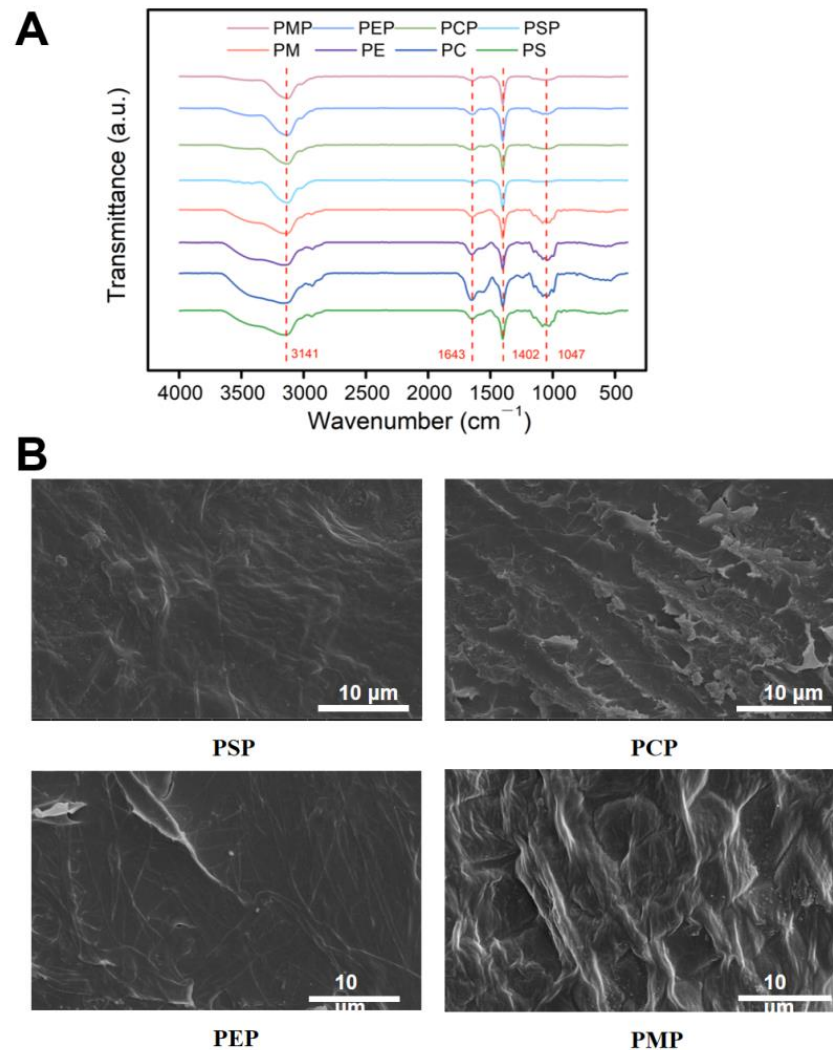 A
PMP PEP PCP PSP
PM PE PC PS
Transmittance (a.u.)
3141 1643 1402 1047
4000 3500 3000 2500 2000 1500 1000 500
Wavenumber (cm⁻¹)
B
10 µm
10 µm
PSP
PCP
10
µm
10
µm
PEP
PMP